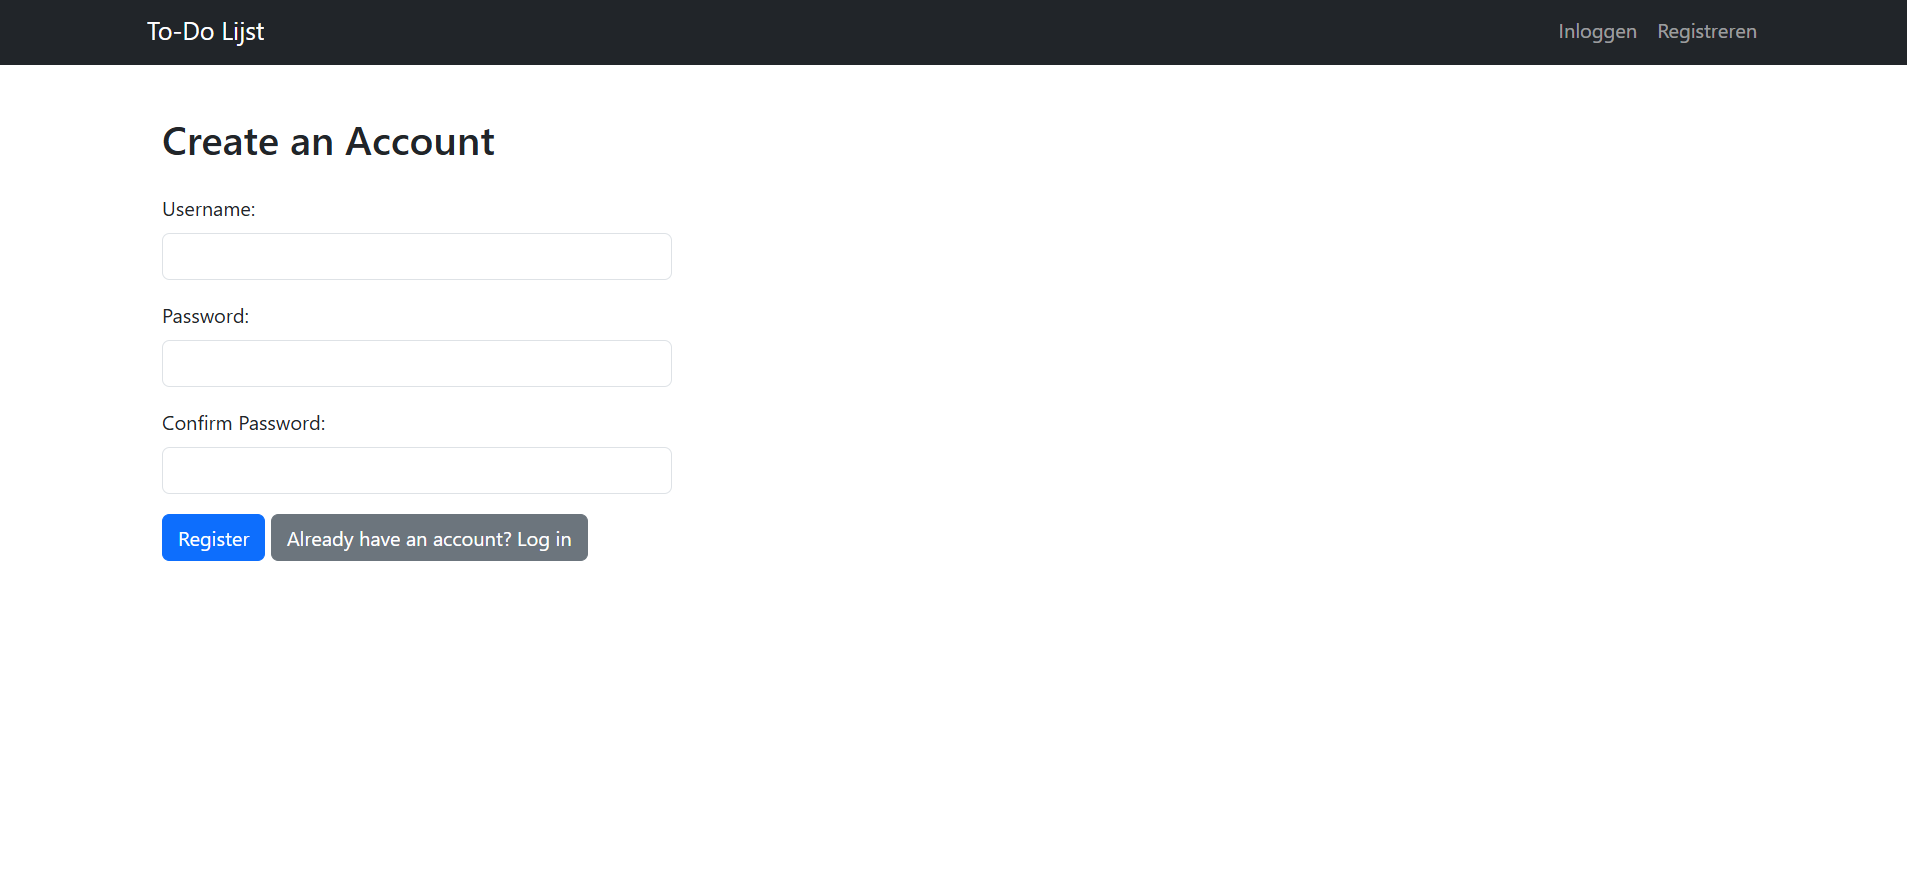 To-Do Lijst Inloggen Registreren
Create an Account
Username:
Password:
Confirm Password:
Register Already have an account? Log in